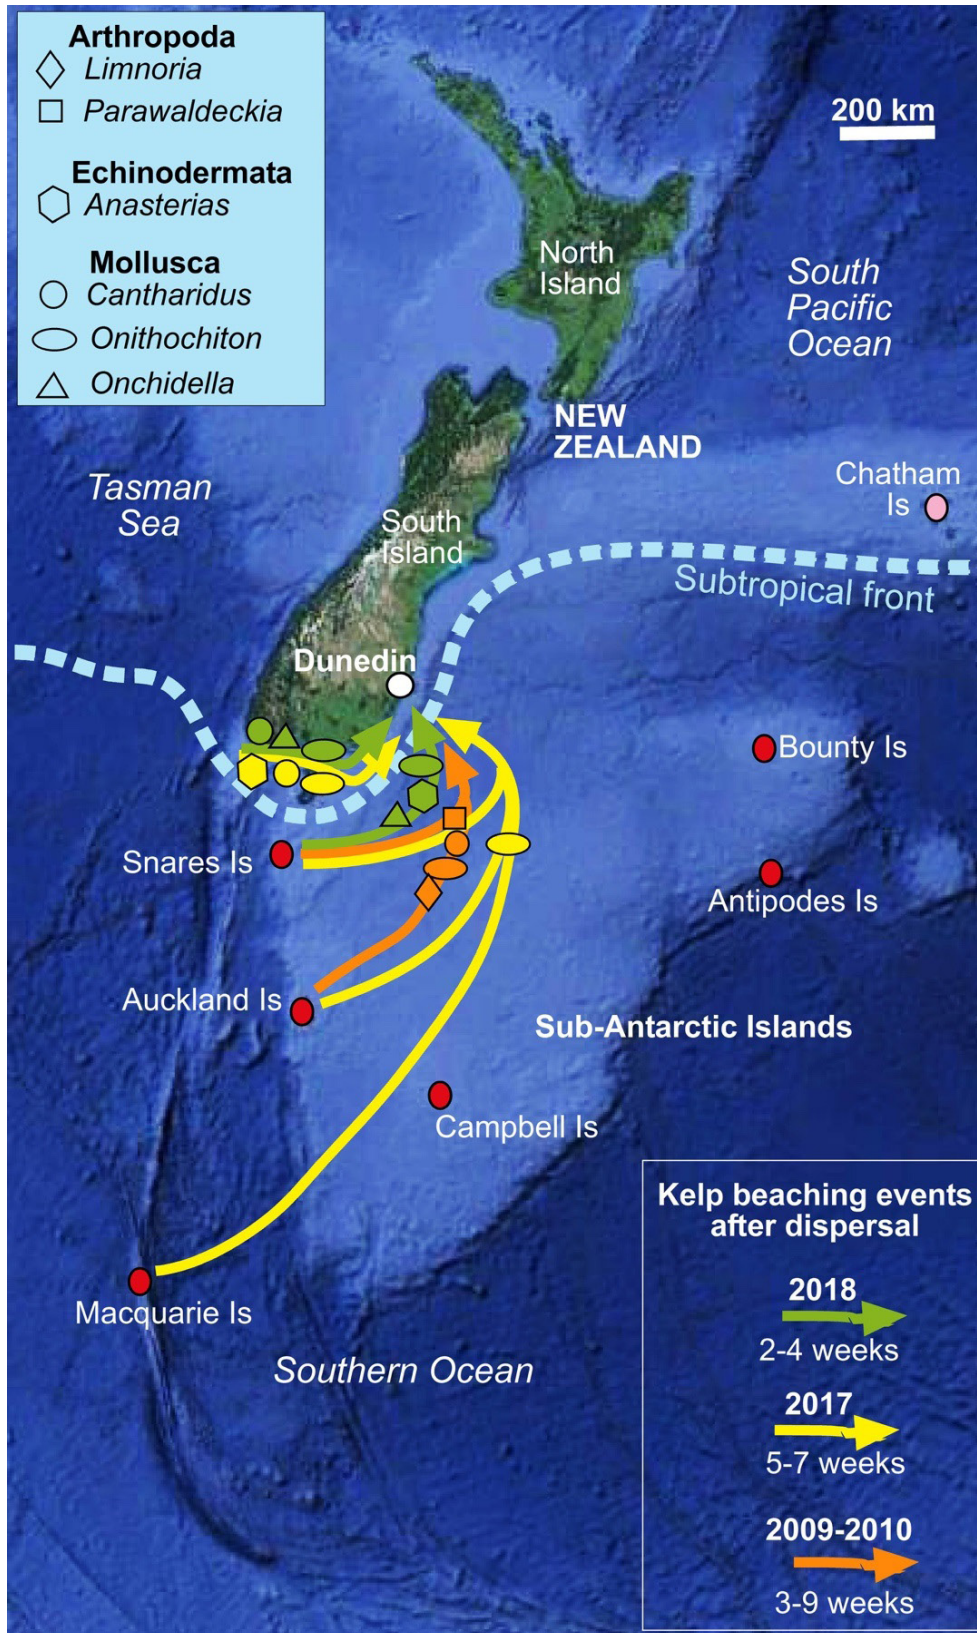 Arthropoda
Limnoria
Parawaldeckia
Echinodermata
Anasterias
Mollusca
Cantharidus
Onithochiton
Onchidella
200 km
North
Island
South
Pacific
Ocean
NEW
ZEALAND
Chatham
Is
Tasman
Sea
South
Island
Subtropical front
Dunedin
Bounty Is
Snares Is
Antipodes Is
Auckland Is
Sub-Antarctic Islands
Campbell Is
Macquarie Is
Southern Ocean
Kelp beaching events
after dispersal
2018
2-4 weeks
2017
5-7 weeks
2009-2010
3-9 weeks